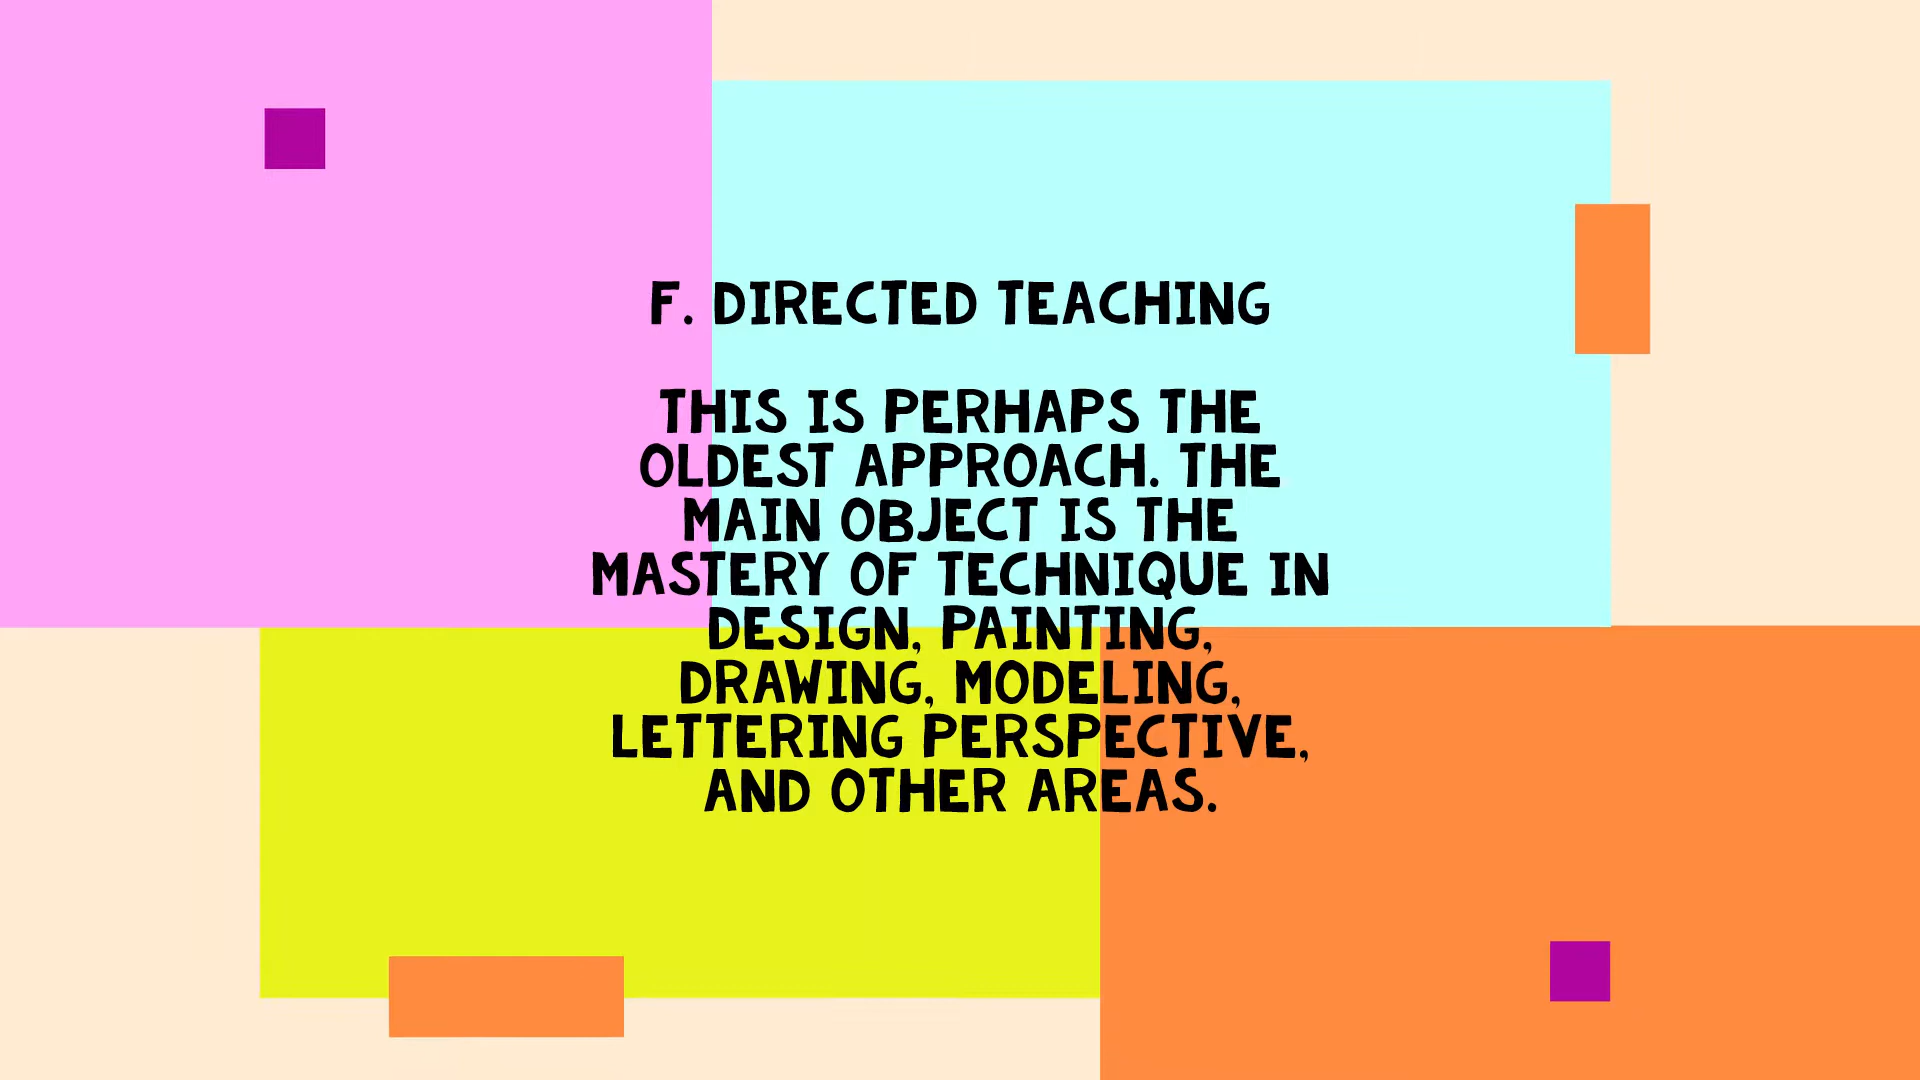 F. DIRECTED TEACHING
THIS IS PERHAPS THE
OLDEST APPROACH. THE
MAIN OBJECT IS THE
MASTERY OF TECHNIQUE IN
DESIGN, PAINTING,
DRAWING, MODELING,
LETTERING PERSPECTIVE,
AND OTHER AREAS.